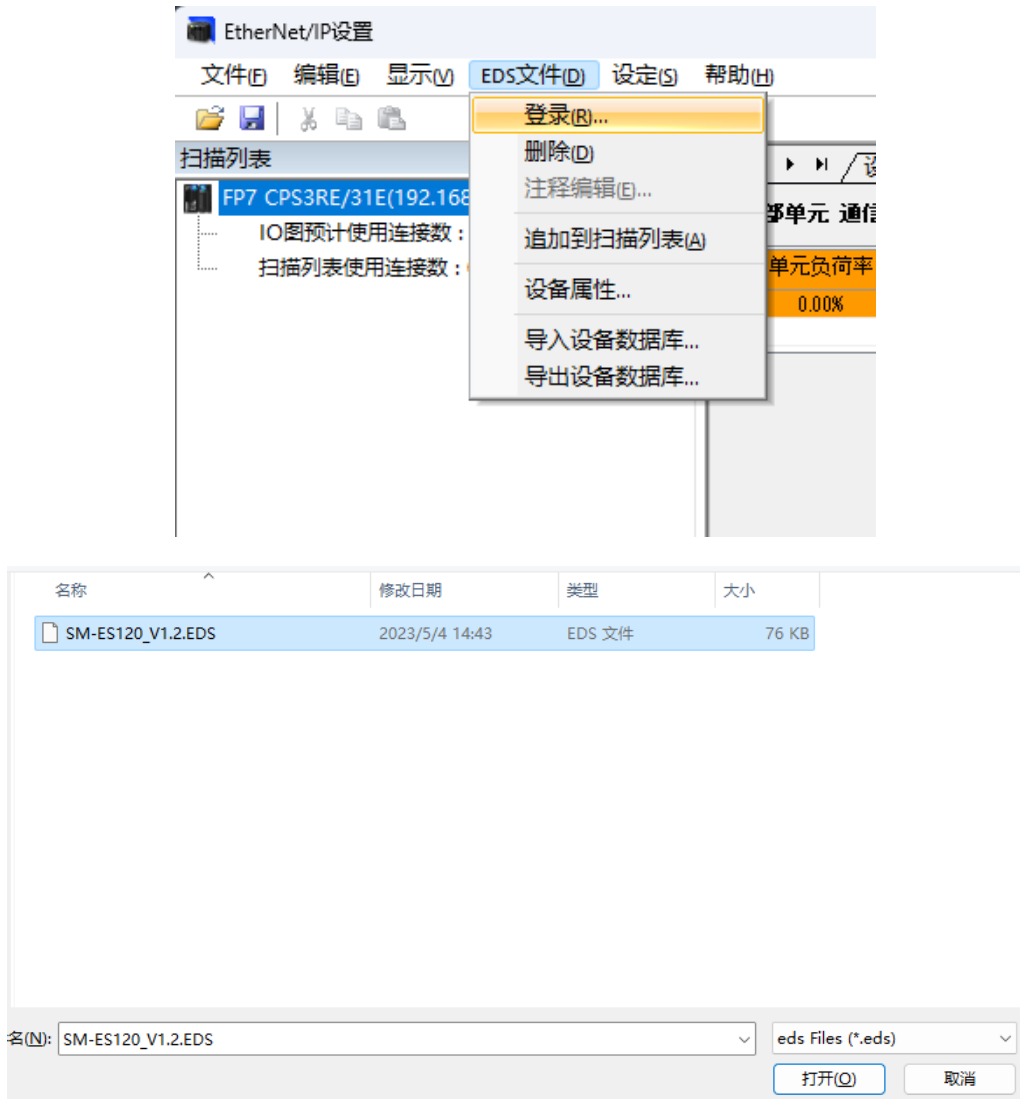 EtherNet/IP设置
文件(F) 编辑(E) 显示(V) EDS文件(D) 设定(S) 帮助(H)
登录(R)...
删除(D)
注释编辑(E)...
追加到扫描列表(A)
设备属性...
导入设备数据库...
导出设备数据库...
扫描列表
FP7 CPS3RE/31E(192.168
IO图预计使用连接数：
扫描列表使用连接数：
部单元 通信
单元负荷率
0.00%
名称 修改日期 类型 大小
SM-ES120_V1.2.EDS 2023/5/4 14:43 EDS 文件 76 KB
名(N): SM-ES120_V1.2.EDS eds Files (*.eds)
打开(O) 取消